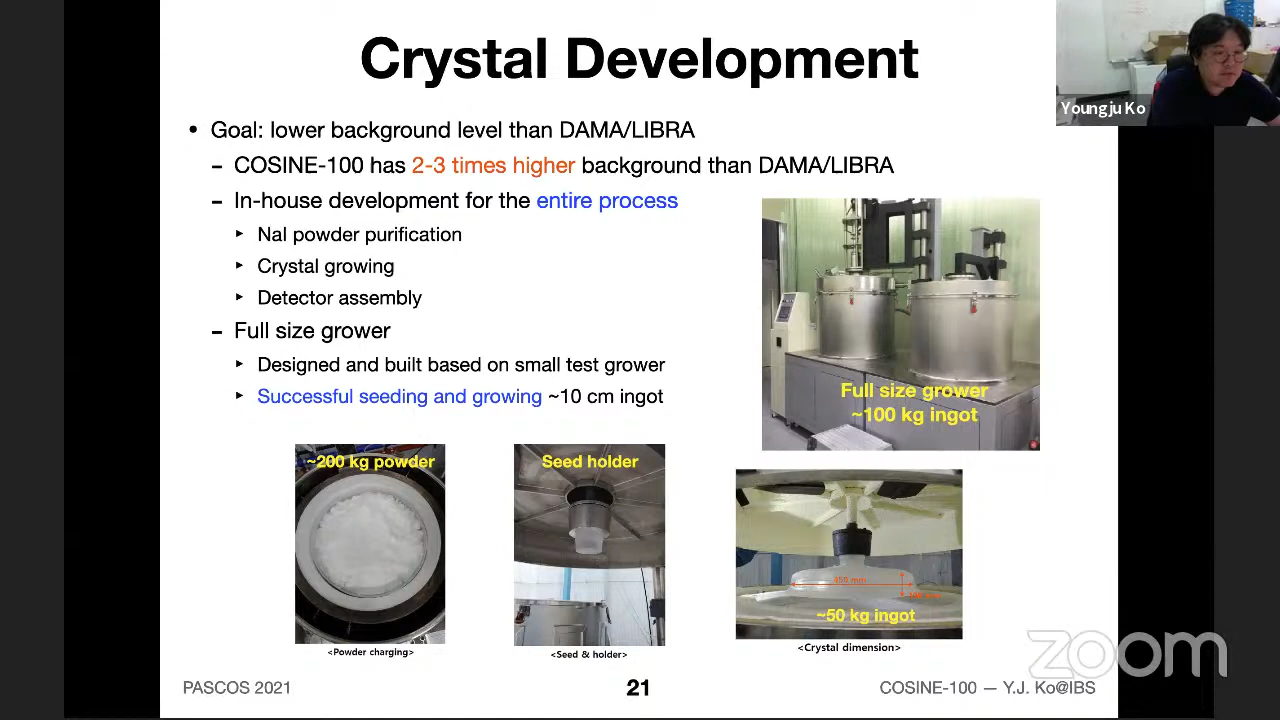 Crystal Development
Youngju Ko
• Goal: lower background level than DAMA/LIBRA
– COSINE-100 has 2-3 times higher background than DAMA/LIBRA
– In-house development for the entire process
‣ NaI powder purification
‣ Crystal growing
‣ Detector assembly
– Full size grower
‣ Designed and built based on small test grower
‣ Successful seeding and growing ~10 cm ingot
Full size grower
~100 kg ingot
~200 kg powder
Seed holder
450 mm
~50 kg ingot
<Powder charging>
<Seed & holder>
<Crystal dimension>
zoom
PASCOS 2021
21
COSINE-100 — Y.J. Ko@IBS